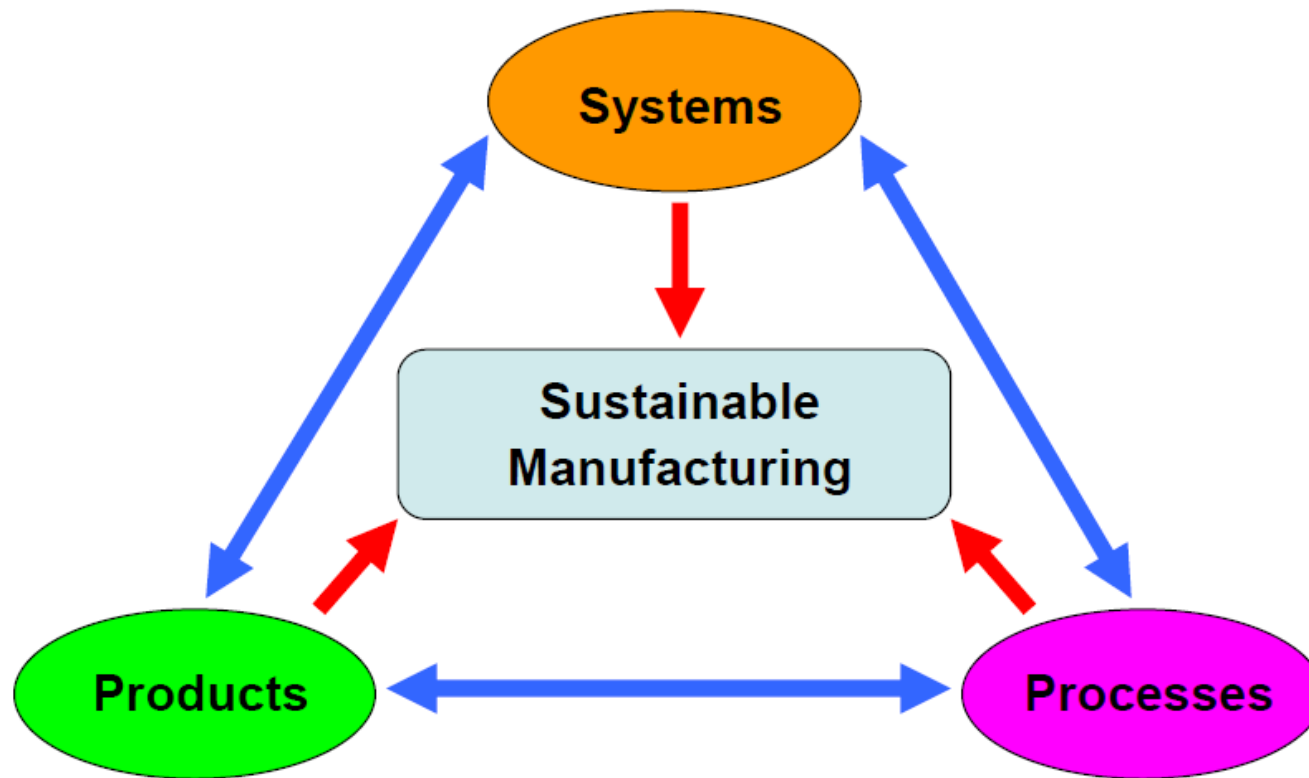 Systems
Sustainable
Manufacturing
Products
Processes